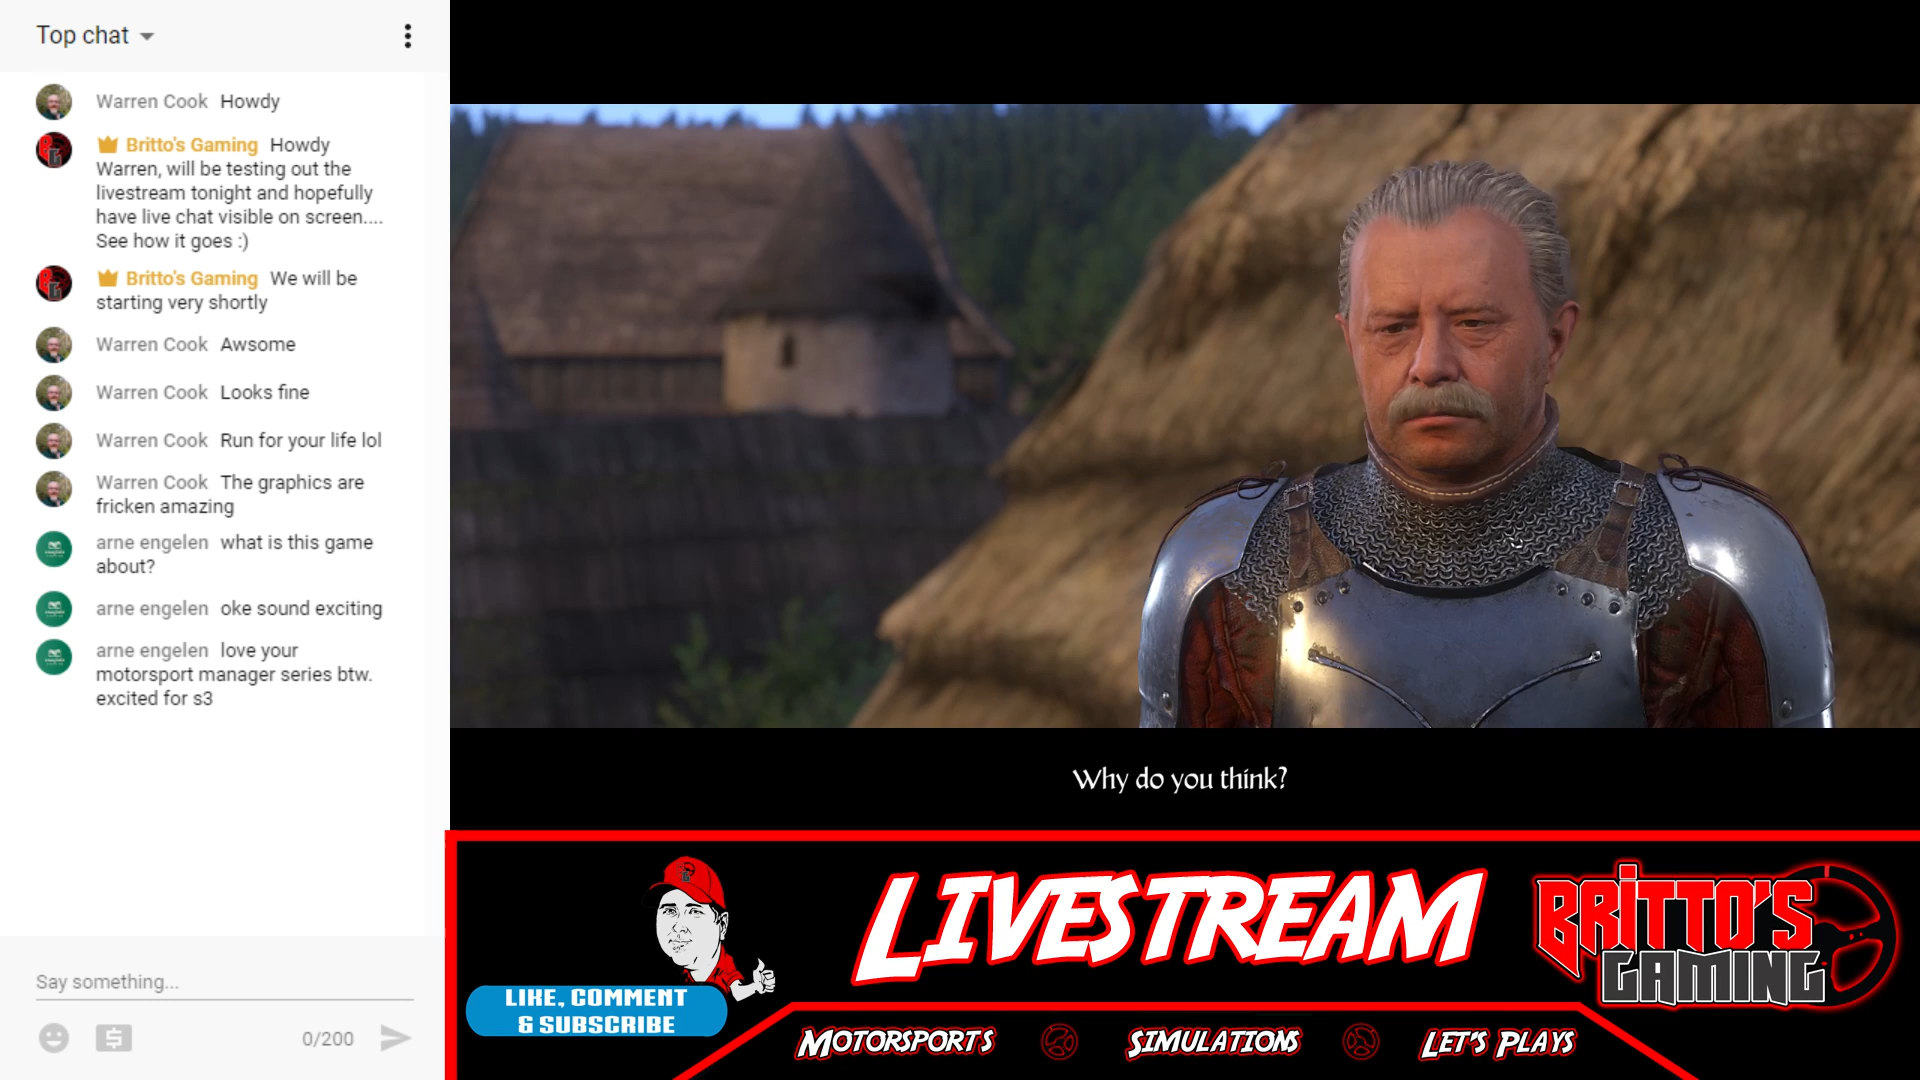 Top chat
Warren Cook Howdy
Britto's Gaming Howdy
Warren, will be testing out the
livestream tonight and hopefully
have live chat visible on screen....
See how it goes :)
Britto's Gaming We will be
starting very shortly
Warren Cook Awsome
Warren Cook Looks fine
Warren Cook Run for your life lol
Warren Cook The graphics are
fricken amazing
arne engelen what is this game
about?
arne engelen oke sound exciting
arne engelen love your
motorsport manager series btw.
excited for s3
Say something...
0/200
Why do you think?
LIKE, COMMENT
& SUBSCRIBE
LIVESTREAM
BRITTO'S
GAMING
MOTORSPORTS
SIMULATIONS
LET'S PLAYS